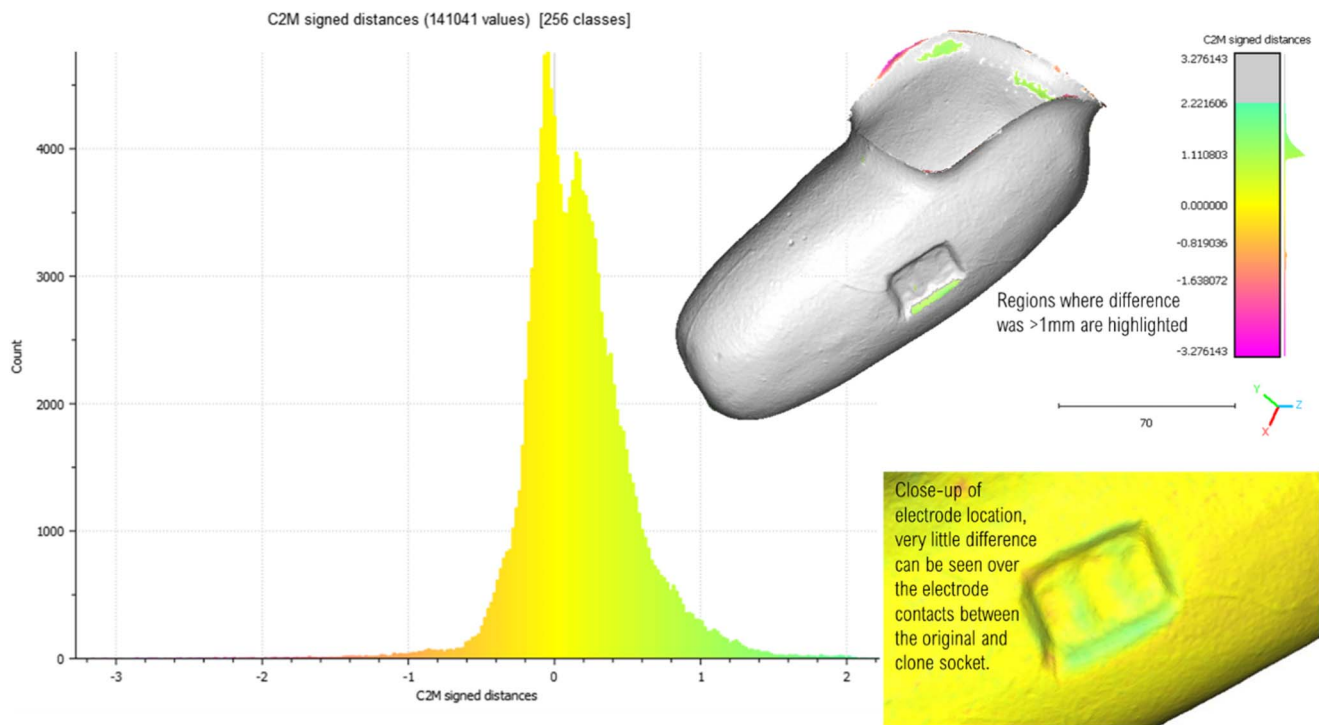 C2M signed distances (141041 values) [256 classes]
Count
4000
3000
2000
1000
0
-3
-2
-1
0
1
2
C2M signed distances
Regions where difference
was >1mm are highlighted
C2M signed distances
3.276143
2.221606
1.110803
0.000000
-0.819036
-1.638072
-3.276143
70
Y
Z
X
Close-up of
electrode location,
very little difference
can be seen over
the electrode
contacts between
the original and
clone socket.